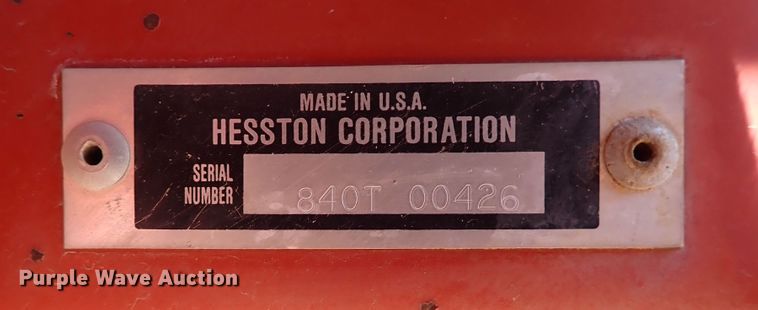 MADE IN U.S.A.
HESSTON CORPORATION
SERIAL
NUMBER
840T 00426
Purple Wave Auction